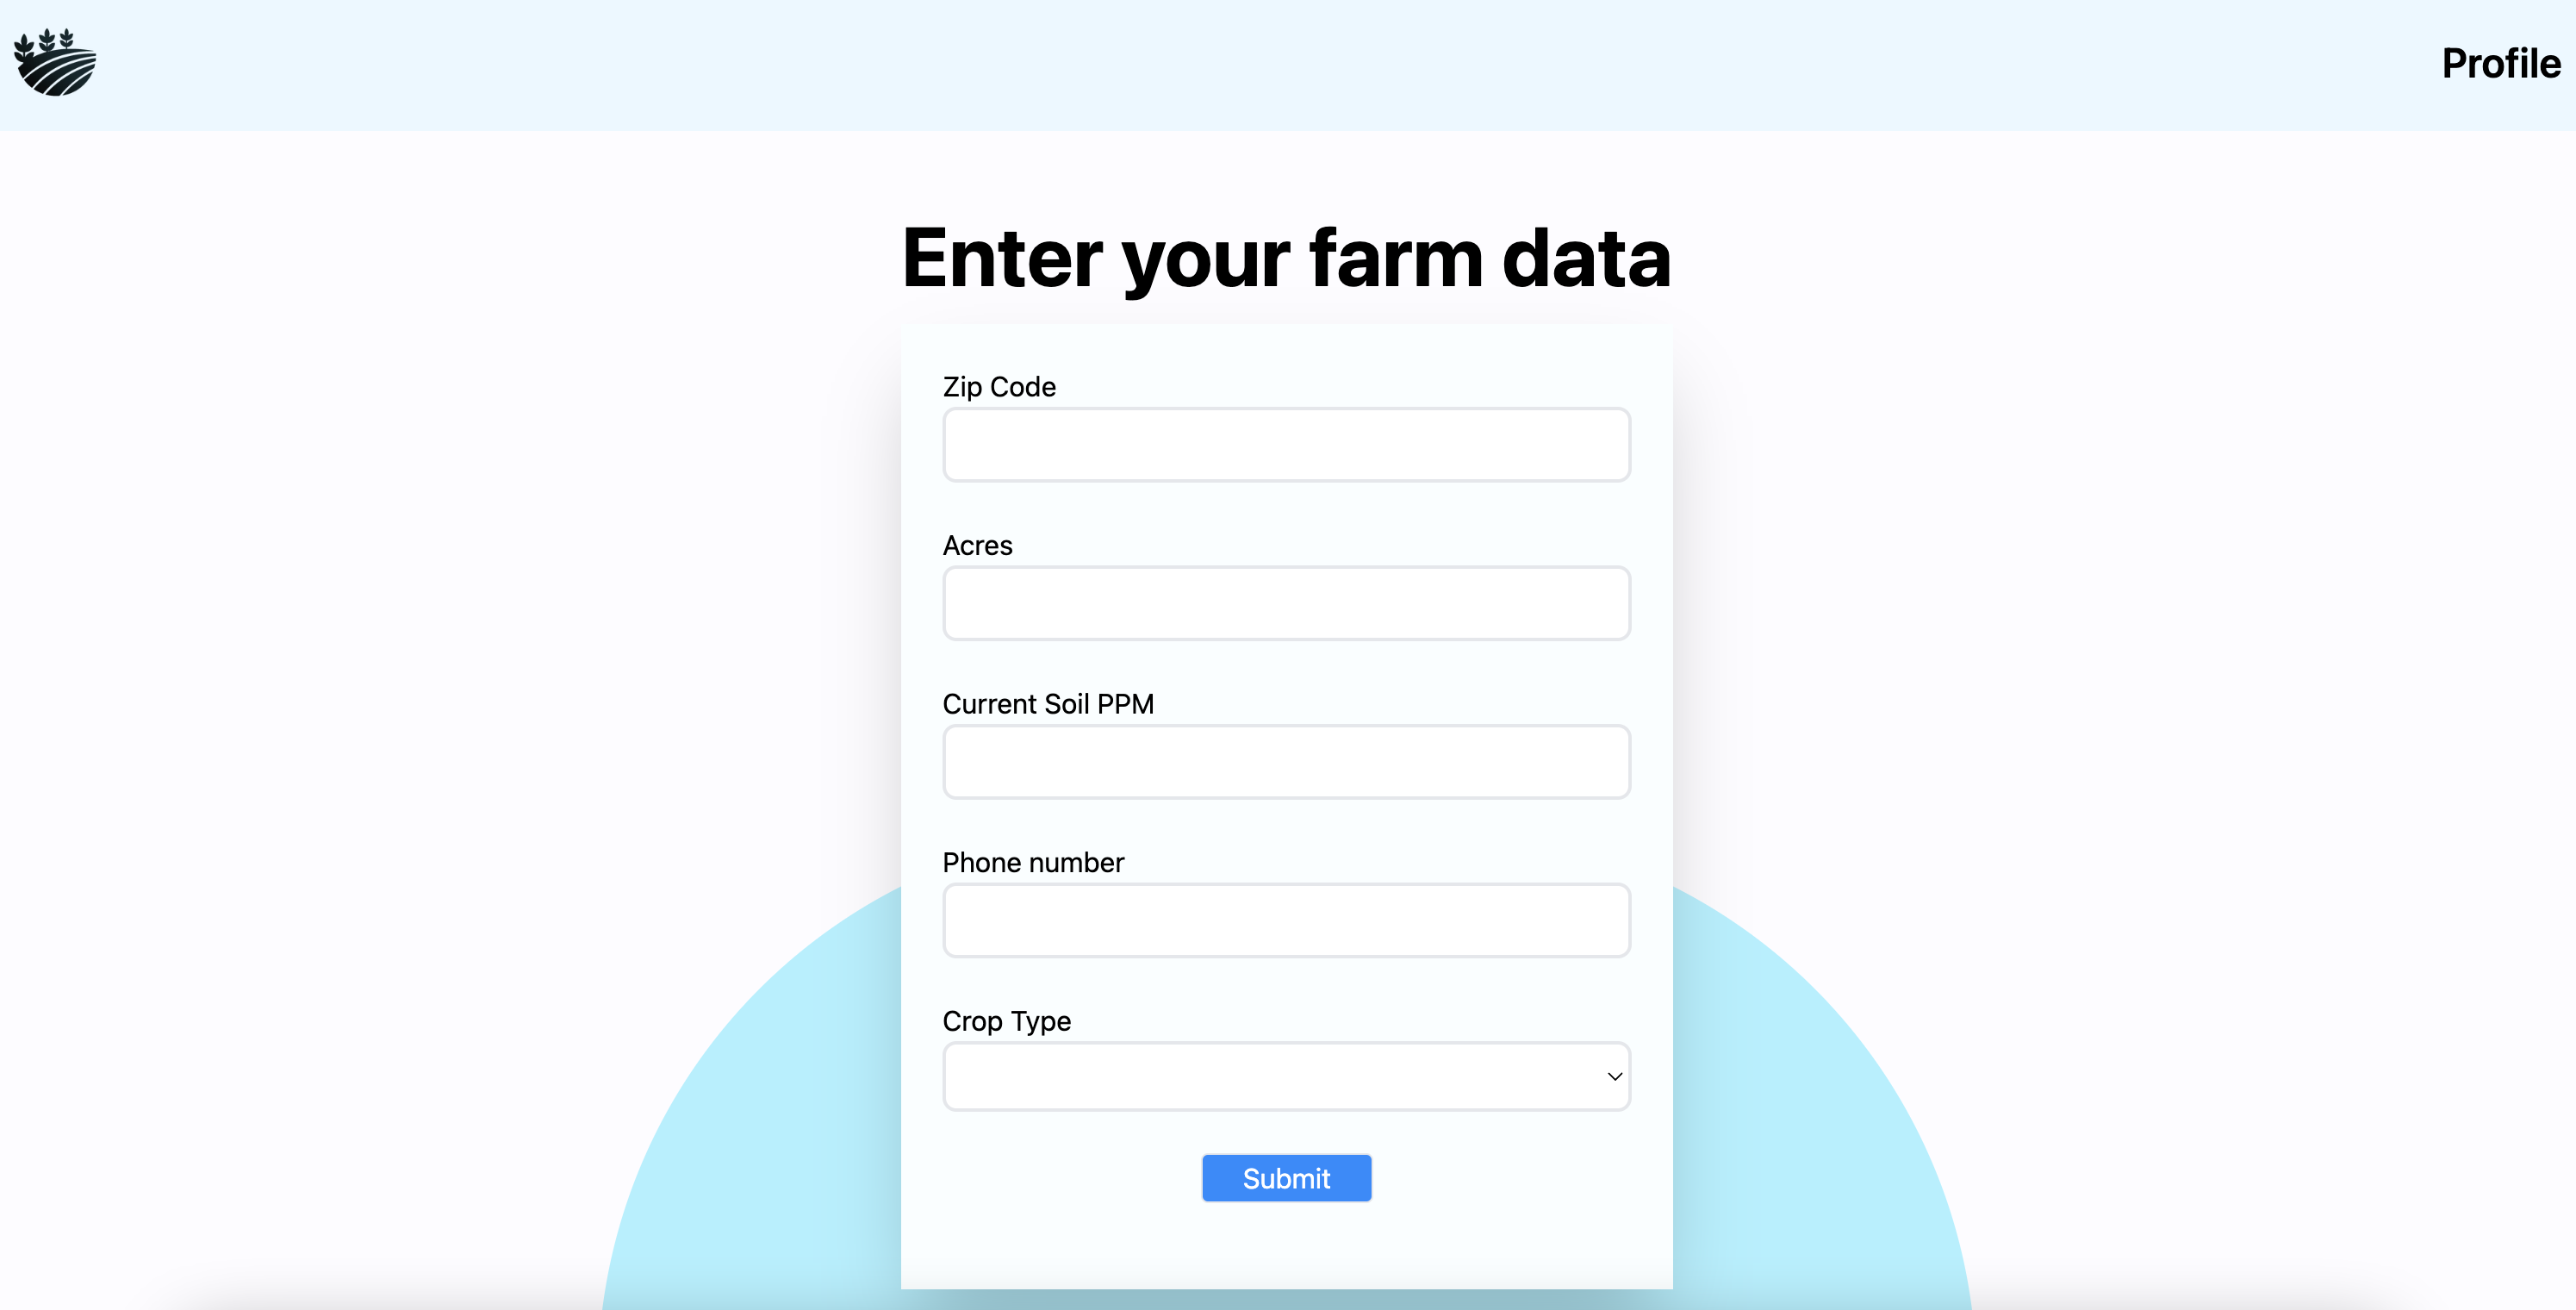 Profile
Enter your farm data
Zip Code
Acres
Current Soil PPM
Phone number
Crop Type
Submit